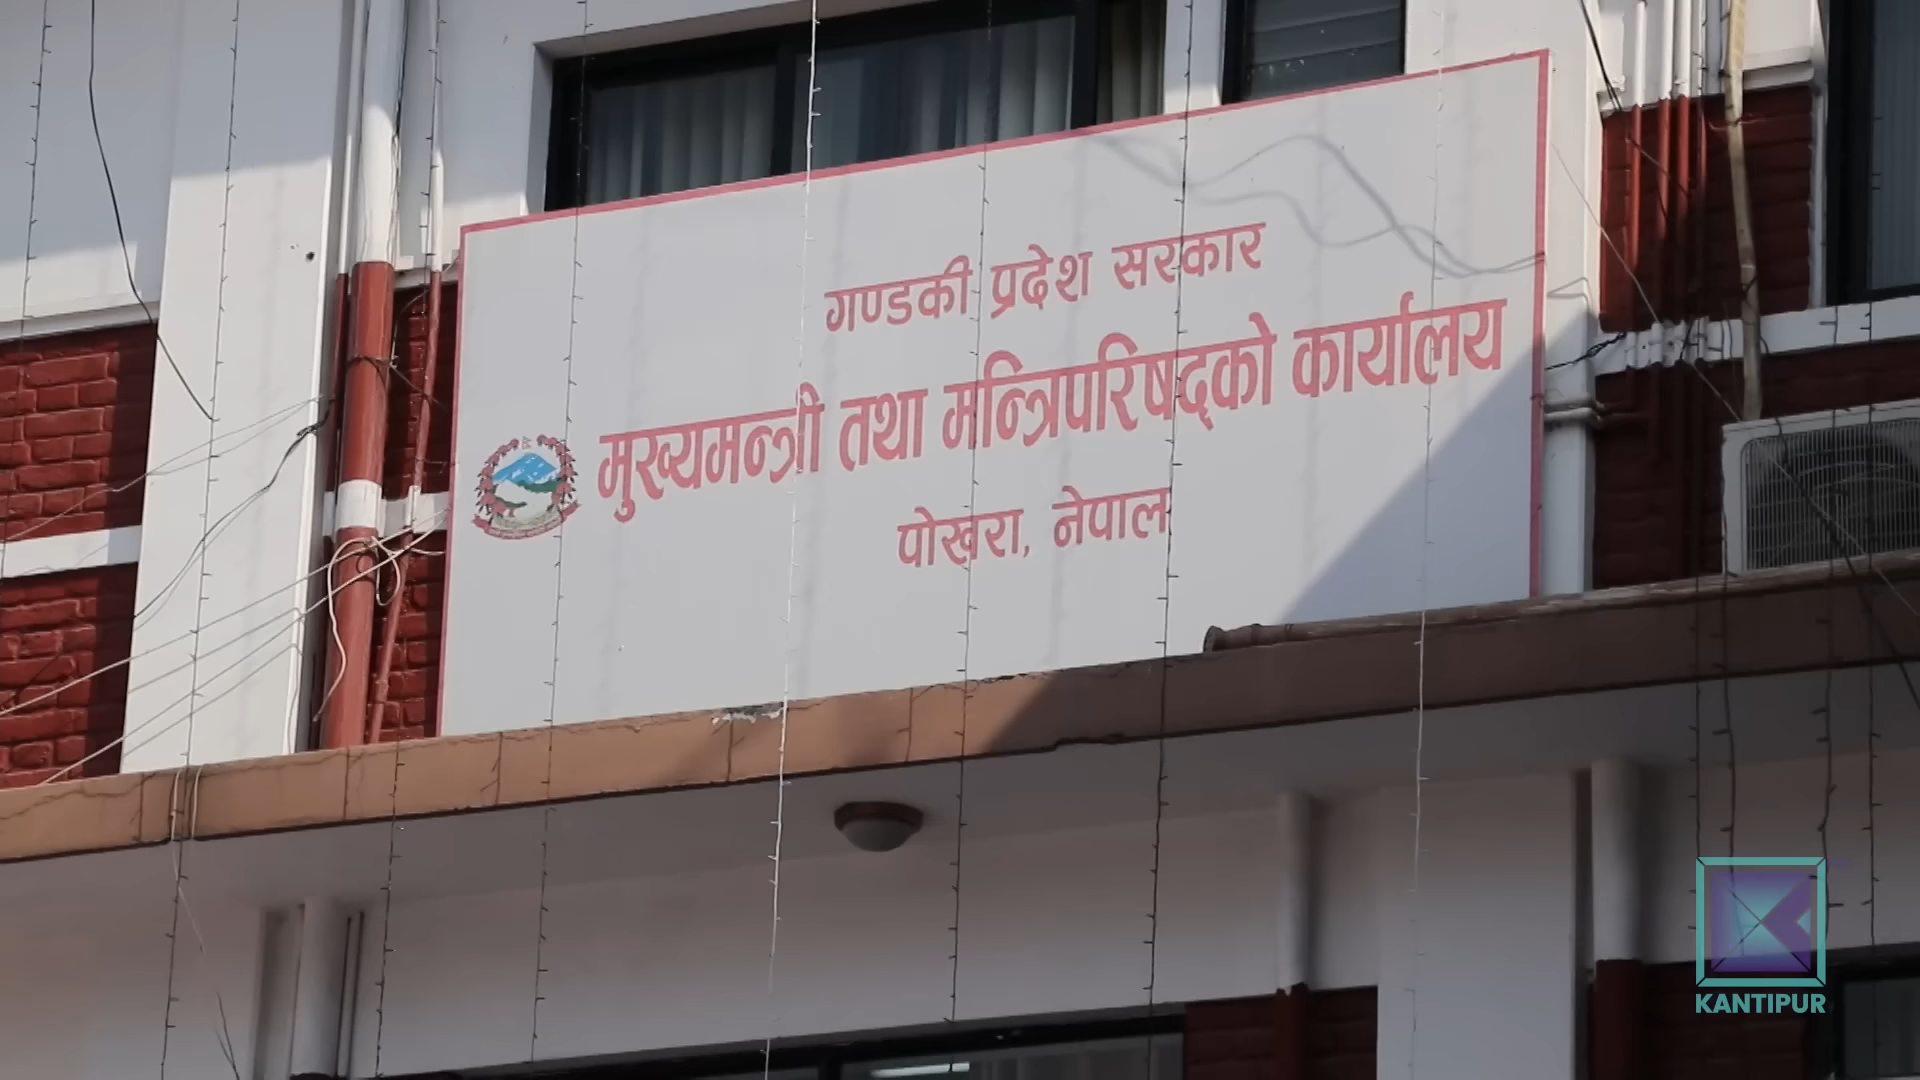 गण्डकी प्रदेश सरकार
मुख्यमन्त्री तथा मन्त्रिपरिषद्को कार्यालय
पोखरा, नेपाल
KANTIPUR